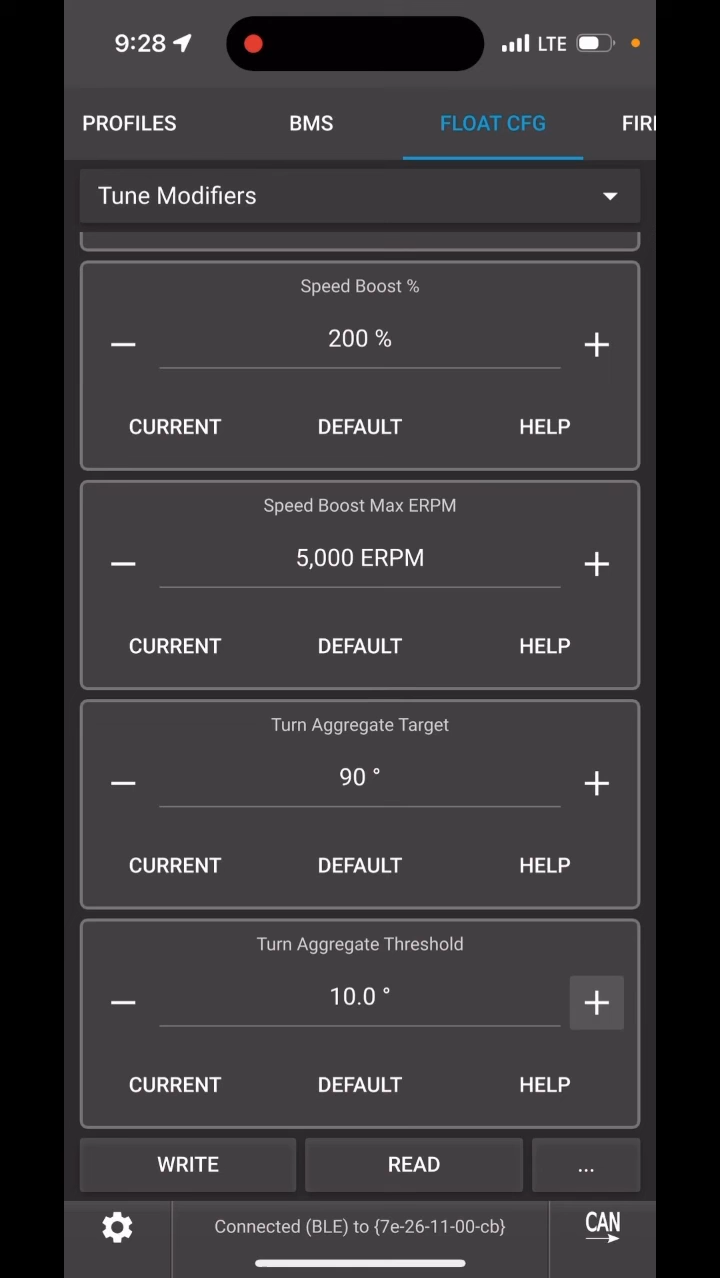 9:28 LTE
PROFILES BMS FLOAT CFG FIR
Tune Modifiers
Speed Boost %
− 200 % +
CURRENT DEFAULT HELP
Speed Boost Max ERPM
− 5,000 ERPM +
CURRENT DEFAULT HELP
Turn Aggregate Target
− 90 ° +
CURRENT DEFAULT HELP
Turn Aggregate Threshold
− 10.0 ° +
CURRENT DEFAULT HELP
WRITE READ ...
Connected (BLE) to {7e-26-11-00-cb} CAN